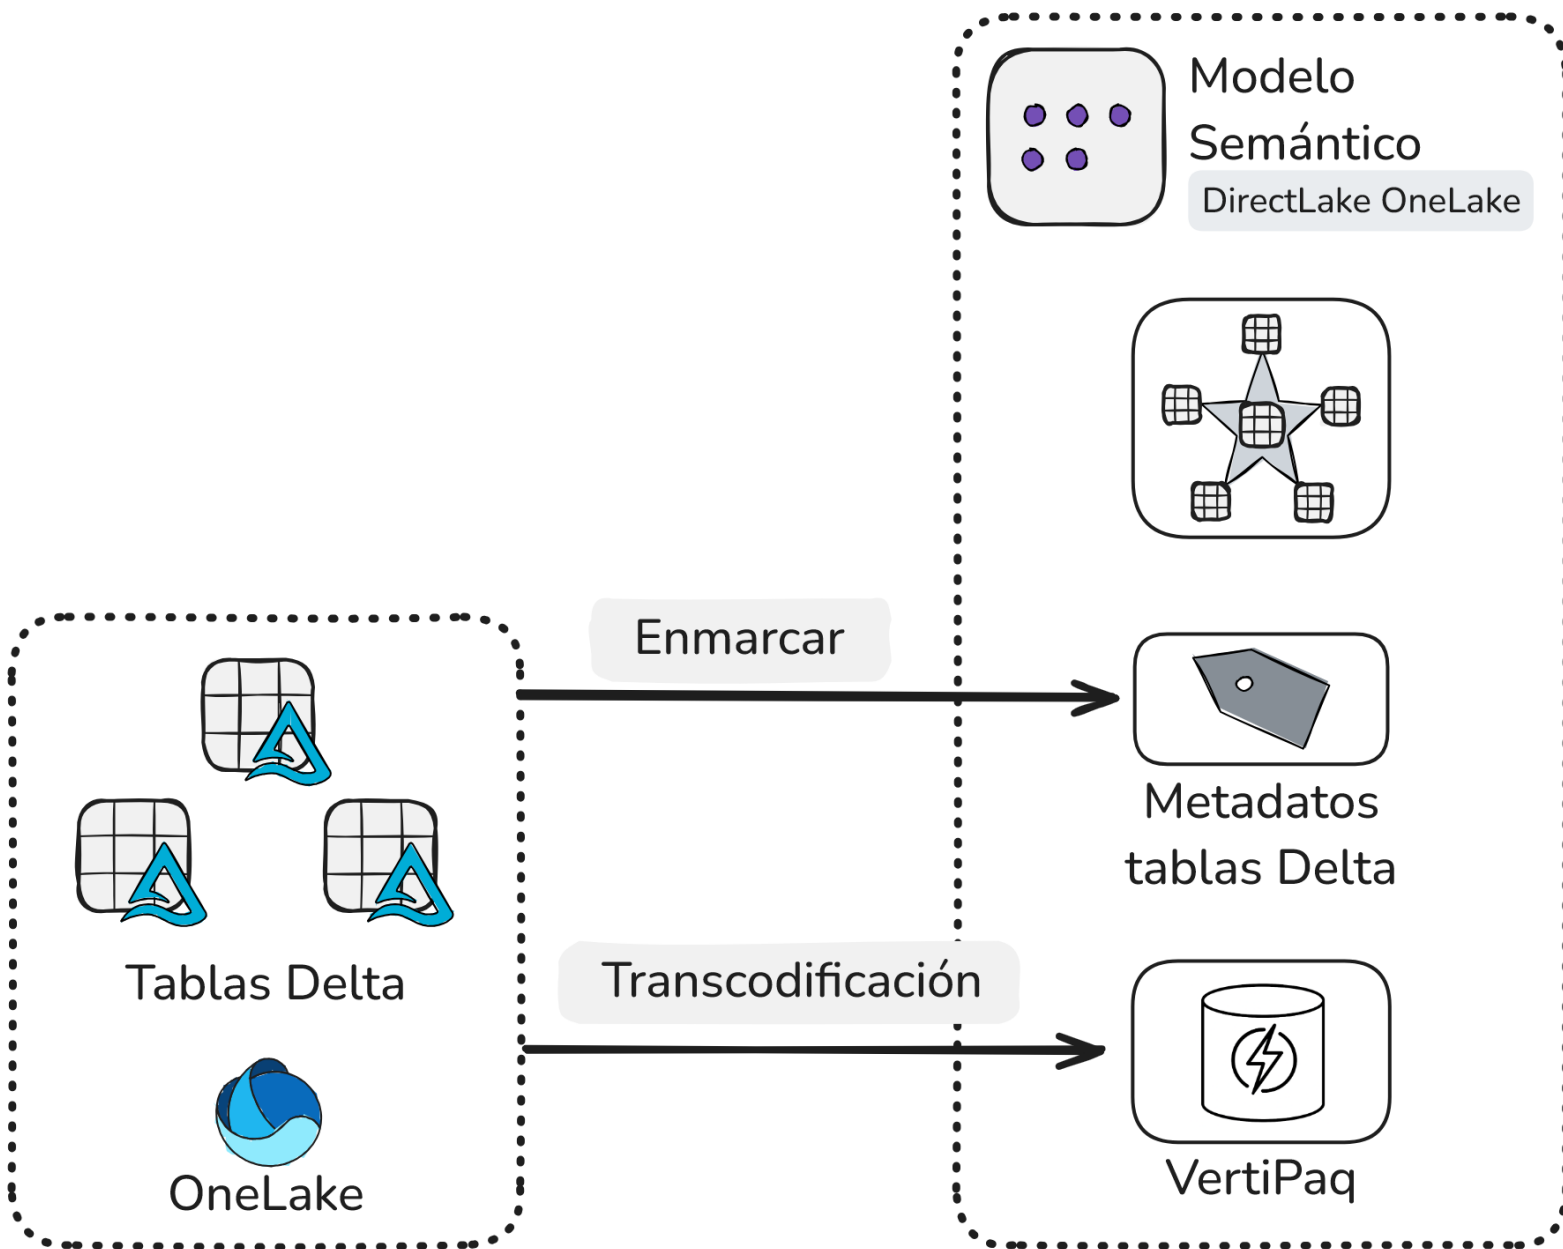 Modelo
Semántico
DirectLake OneLake
Enmarcar
Metadatos
tablas Delta
Tablas Delta
Transcodificación
OneLake
VertiPaq